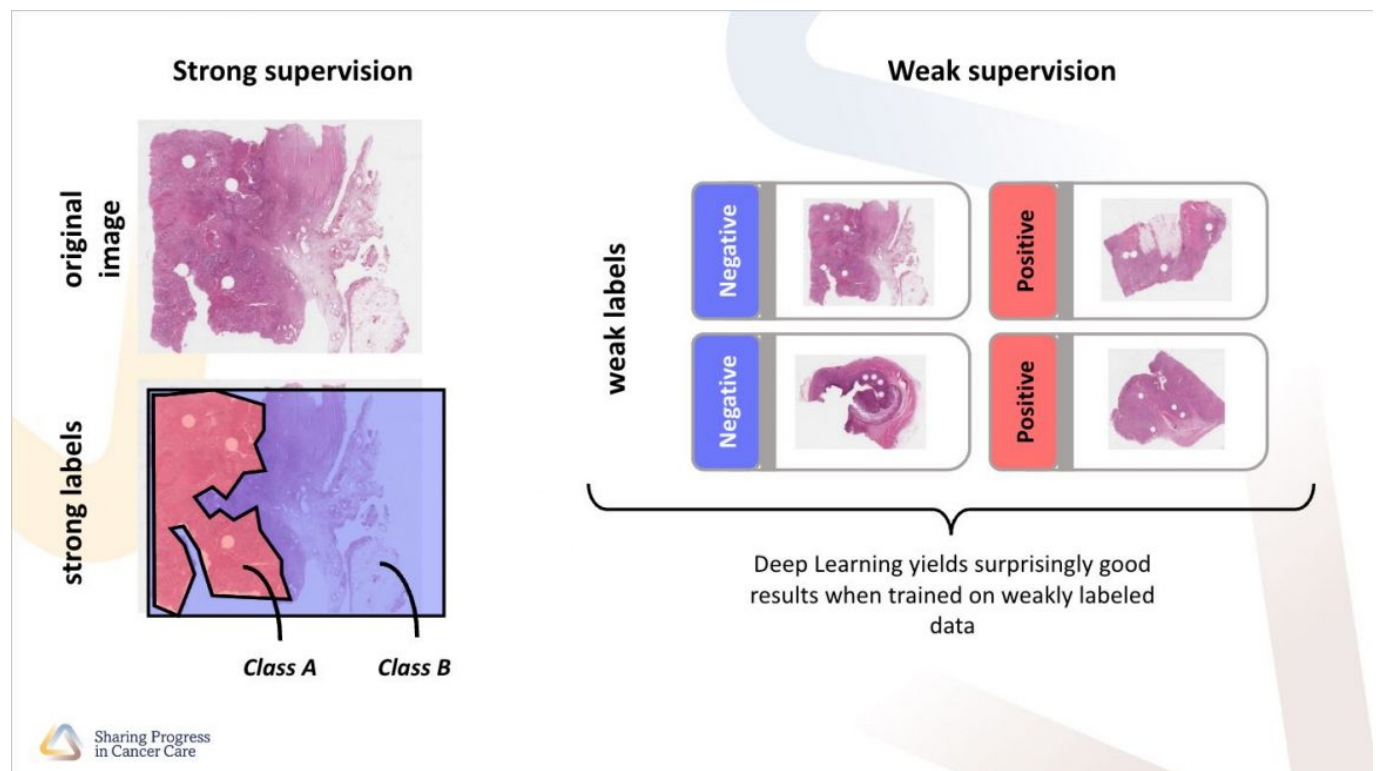 Strong supervision
original
image
strong labels
Class A
Class B
Weak supervision
weak labels
Negative
Positive
Negative
Positive
Deep Learning yields surprisingly good
results when trained on weakly labeled
data
Sharing Progress
in Cancer Care